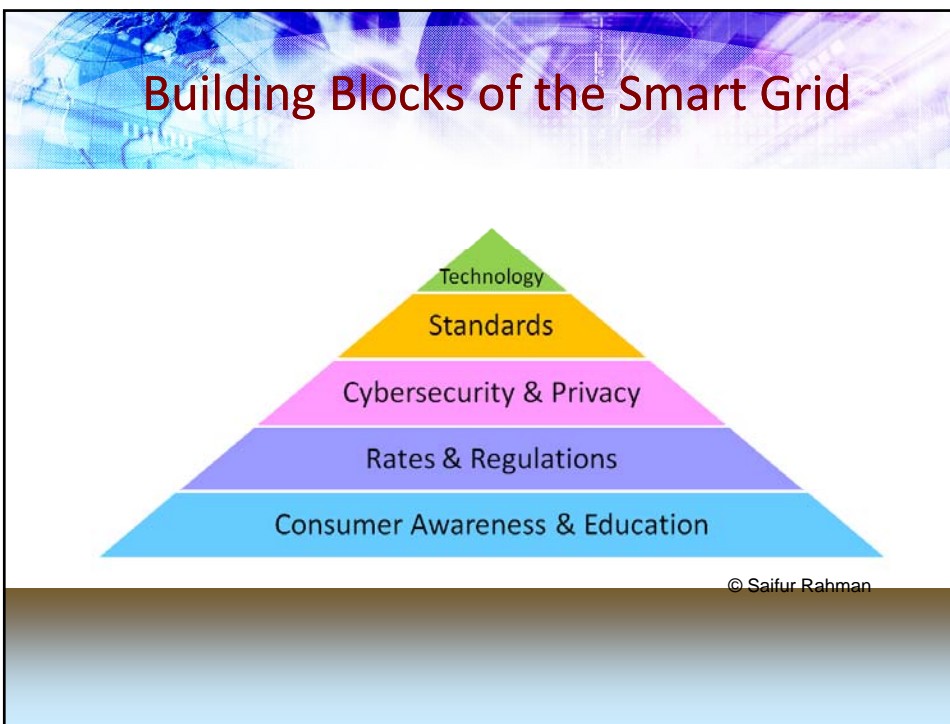 Building Blocks of the Smart Grid
Technology
Standards
Cybersecurity & Privacy
Rates & Regulations
Consumer Awareness & Education
© Saifur Rahman